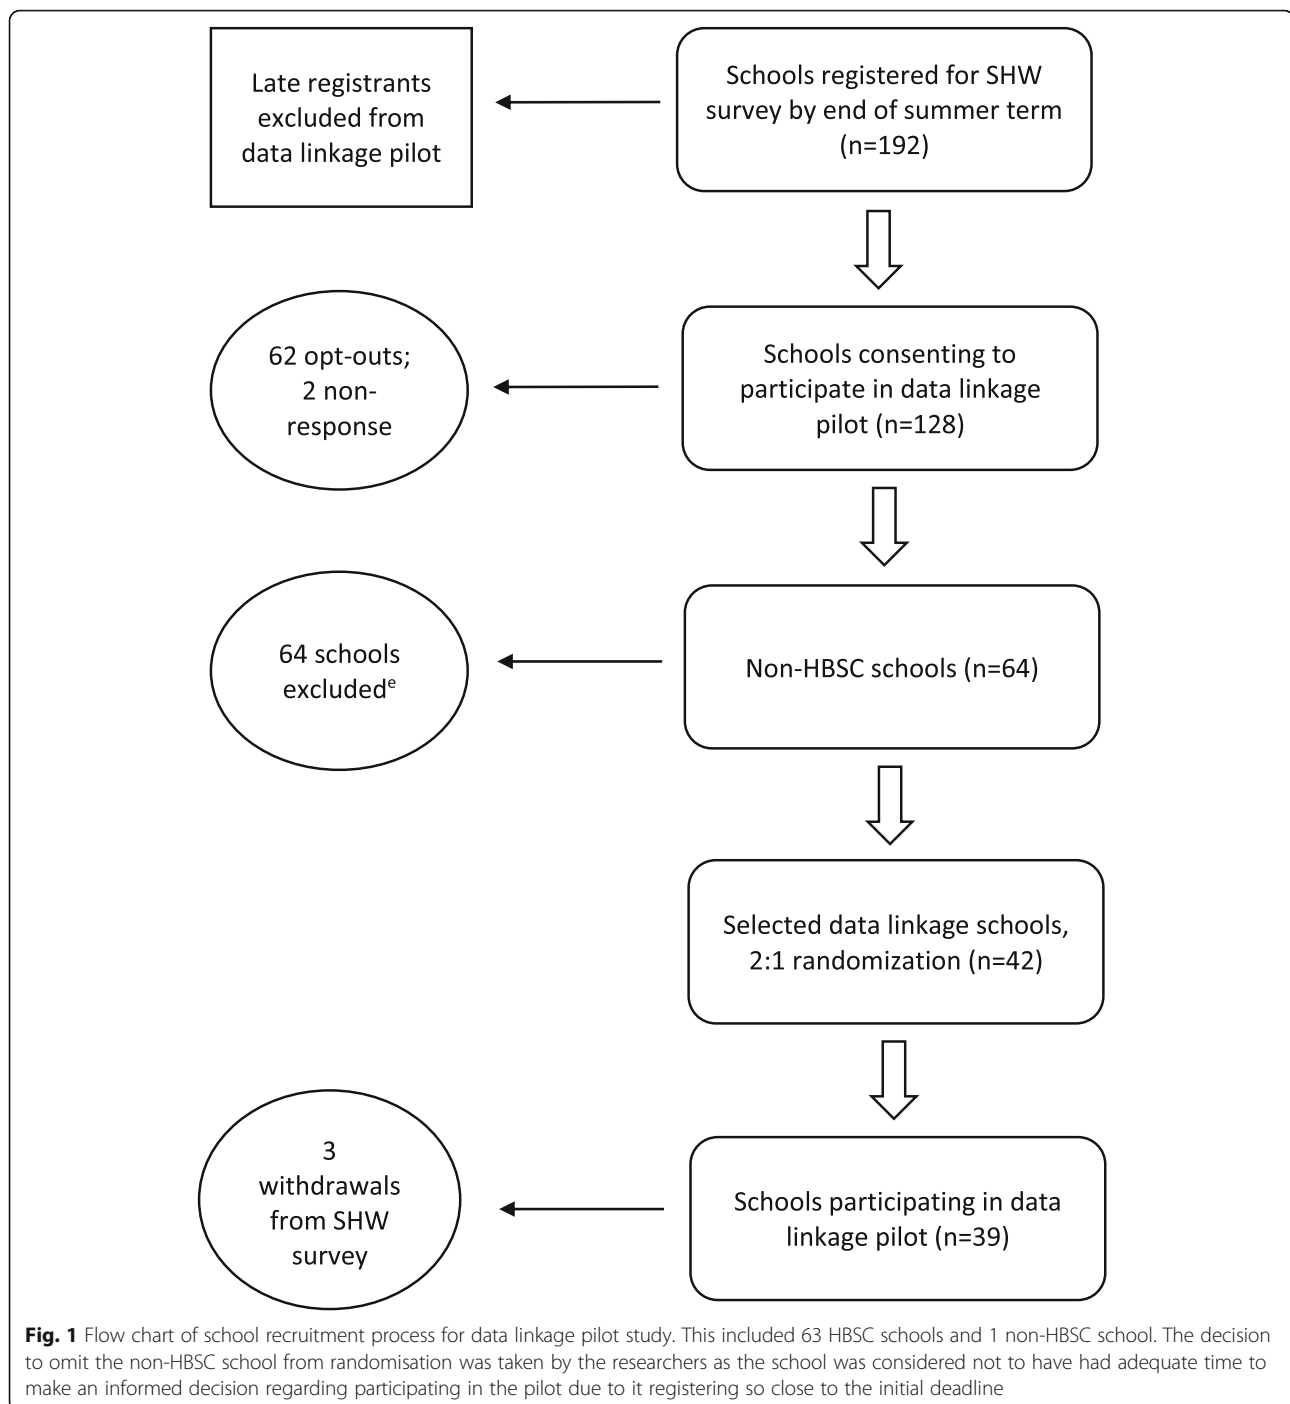 Late registrants
excluded from
data linkage pilot
Schools registered for SHW
survey by end of summer term
(n=192)
62 opt-outs;
2 non-
response
Schools consenting to
participate in data linkage
pilot (n=128)
64 schools
excludedᵉ
Non-HBSC schools (n=64)
Selected data linkage schools,
2:1 randomization (n=42)
3
withdrawals
from SHW
survey
Schools participating in data
linkage pilot (n=39)
Fig. 1 Flow chart of school recruitment process for data linkage pilot study. This included 63 HBSC schools and 1 non-HBSC school. The decision
to omit the non-HBSC school from randomisation was taken by the researchers as the school was considered not to have had adequate time to
make an informed decision regarding participating in the pilot due to it registering so close to the initial deadline